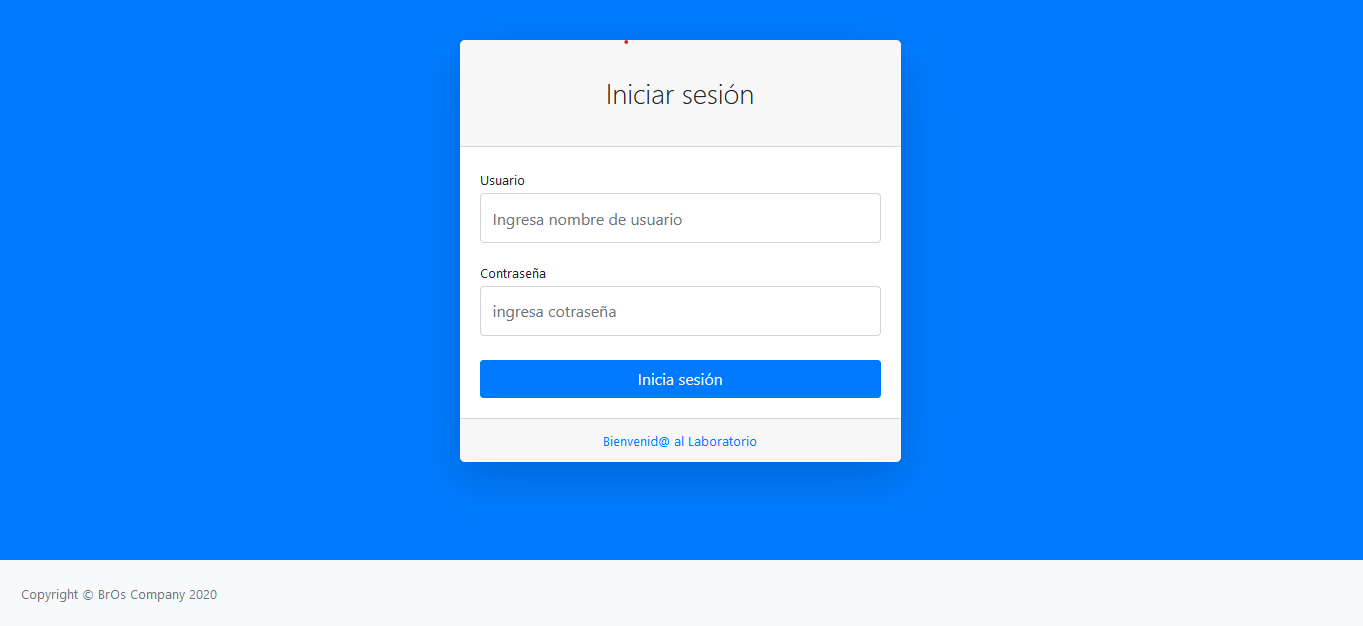 Iniciar sesión
Usuario
Ingresa nombre de usuario
Contraseña
ingresa cotraseña
Inicia sesión
Bienvenid@ al Laboratorio
Copyright © BrOs Company 2020